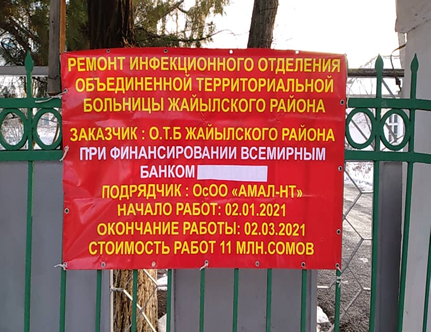 РЕМОНТ ИНФЕКЦИОННОГО ОТДЕЛЕНИЯ
ОБЪЕДИНЕННОЙ ТЕРРИТОРИАЛЬНОЙ
БОЛЬНИЦЫ ЖАЙЫЛСКОГО РАЙОНА
ЗАКАЗЧИК : О.Т.Б ЖАЙЫЛСКОГО РАЙОНА
ПРИ ФИНАНСИРОВАНИИ ВСЕМИРНЫМ
БАНКОМ
ПОДРЯДЧИК : ОсОО «АМАЛ-НТ»
НАЧАЛО РАБОТ: 02.01.2021
ОКОНЧАНИЕ РАБОТЫ: 02.03.2021
СТОИМОСТЬ РАБОТ 11 МЛН.СОМОВ